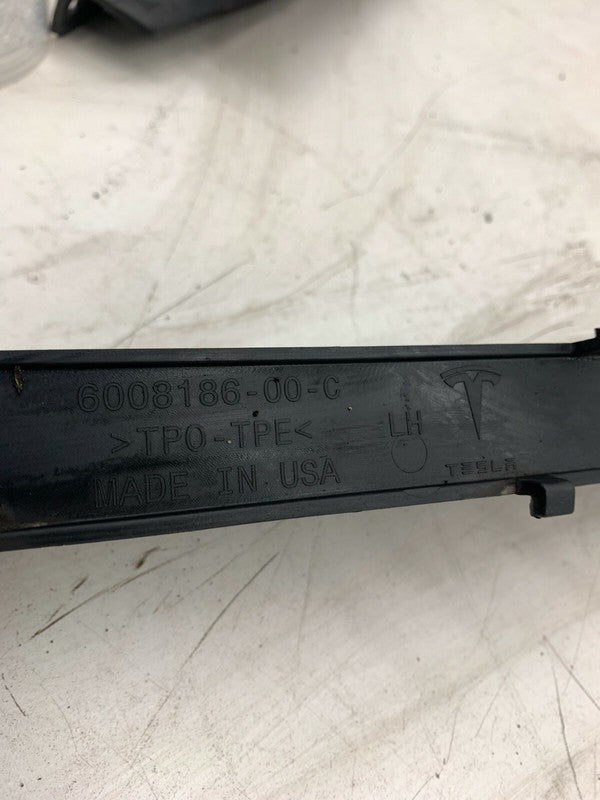 6008186-00-C
>TPO-TPE< LH
MADE IN USA TESLA